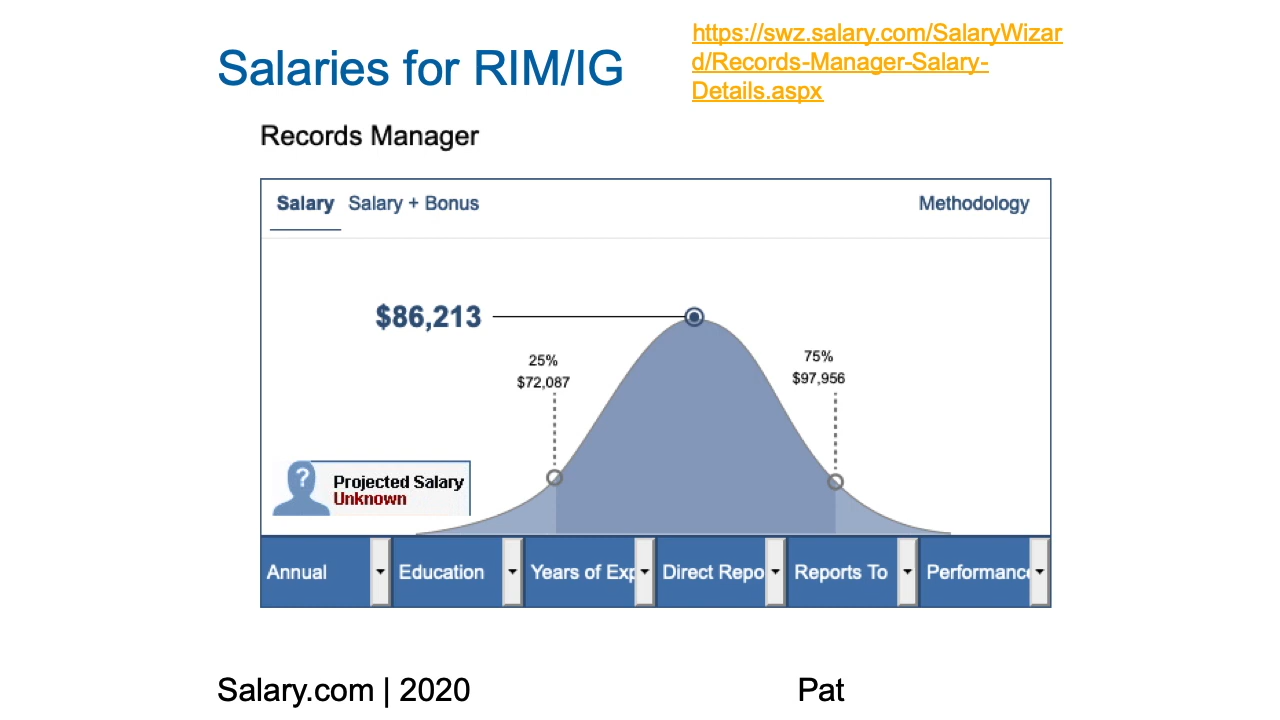 Salaries for RIM/IG
https://swz.salary.com/SalaryWizar
d/Records-Manager-Salary-
Details.aspx
Records Manager
Salary Salary + Bonus Methodology
$86,213
25%
$72,087
75%
$97,956
?
Projected Salary
Unknown
Annual Education Years of Exp Direct Repo Reports To Performanc
Salary.com | 2020 Pat